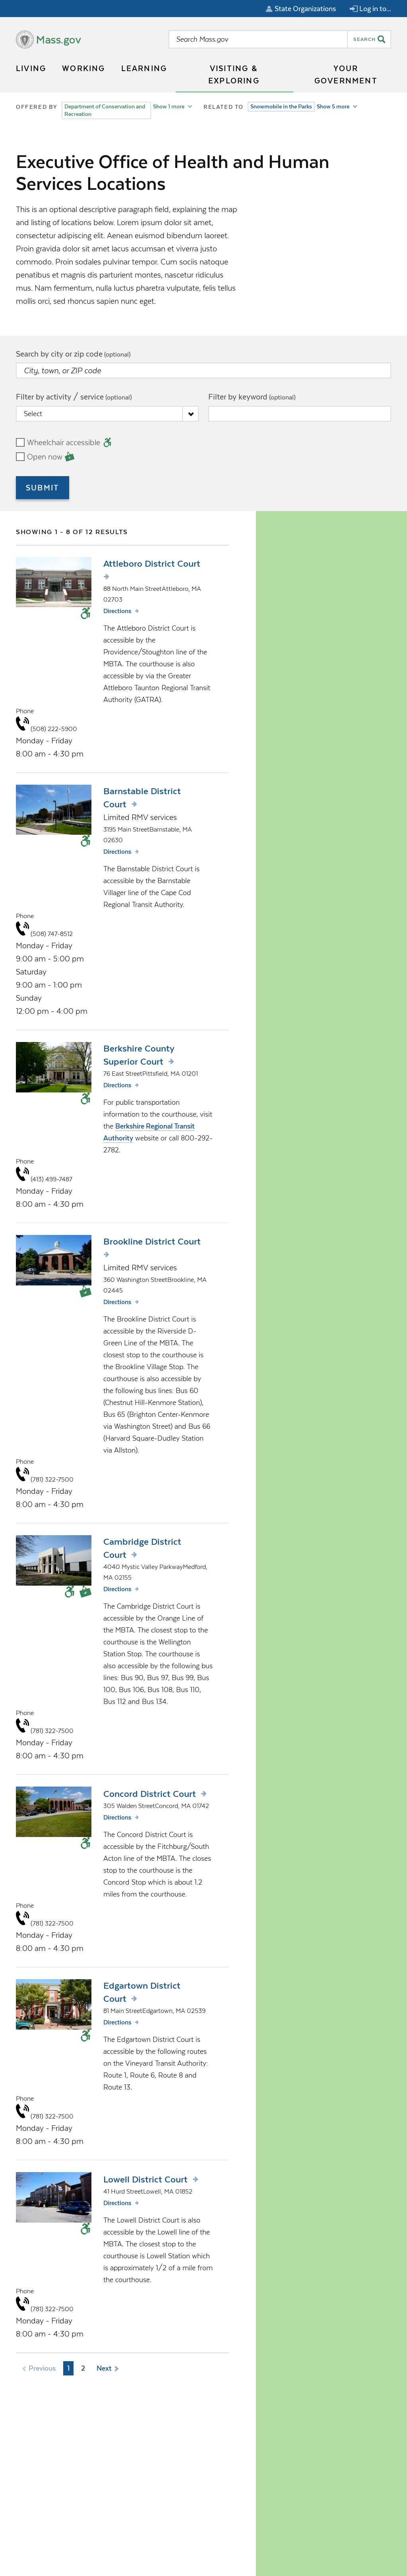 State Organizations
Log in to...
Mass.gov
Search Mass.gov
SEARCH
LIVING
WORKING
LEARNING
VISITING &
EXPLORING
YOUR
GOVERNMENT
OFFERED BY
Department of Conservation and
Recreation
Show 1 more
RELATED TO
Snowmobile in the Parks
Show 5 more
Executive Office of Health and Human
Services Locations
This is an optional descriptive paragraph field, explaining the map
and listing of locations below. Lorem ipsum dolor sit amet,
consectetur adipiscing elit. Aenean euismod bibendum laoreet.
Proin gravida dolor sit amet lacus accumsan et viverra justo
commodo. Proin sodales pulvinar tempor. Cum sociis natoque
penatibus et magnis dis parturient montes, nascetur ridiculus
mus. Nam fermentum, nulla luctus pharetra vulputate, felis tellus
mollis orci, sed rhoncus sapien nunc eget.
Search by city or zip code (optional)
City, town, or ZIP code
Filter by activity / service (optional)
Select
Filter by keyword (optional)
Wheelchair accessible
Open now
SUBMIT
SHOWING 1 - 8 OF 12 RESULTS
Attleboro District Court
88 North Main StreetAttleboro, MA
02703
Directions
The Attleboro District Court is
accessible by the
Providence/Stoughton line of the
MBTA. The courthouse is also
accessible by via the Greater
Attleboro Taunton Regional Transit
Authority (GATRA).
Phone
(508) 222-5900
Monday - Friday
8:00 am - 4:30 pm
Barnstable District
Court
Limited RMV services
3195 Main StreetBarnstable, MA
02630
Directions
The Barnstable District Court is
accessible by the Barnstable
Villager line of the Cape Cod
Regional Transit Authority.
Phone
(508) 747-8512
Monday - Friday
9:00 am - 5:00 pm
Saturday
9:00 am - 1:00 pm
Sunday
12:00 pm - 4:00 pm
Berkshire County
Superior Court
76 East StreetPittsfield, MA 01201
Directions
For public transportation
information to the courthouse, visit
the Berkshire Regional Transit
Authority website or call 800-292-
2782.
Phone
(413) 499-7487
Monday - Friday
8:00 am - 4:30 pm
Brookline District Court
Limited RMV services
360 Washington StreetBrookline, MA
02445
Directions
The Brookline District Court is
accessible by the Riverside D-
Green Line of the MBTA. The
closest stop to the courthouse is
the Brookline Village Stop. The
courthouse is also accessible by
the following bus lines: Bus 60
(Chestnut Hill-Kenmore Station),
Bus 65 (Brighton Center-Kenmore
via Washington Street) and Bus 66
(Harvard Square-Dudley Station
via Allston).
Phone
(781) 322-7500
Monday - Friday
8:00 am - 4:30 pm
Cambridge District
Court
4040 Mystic Valley ParkwayMedford,
MA 02155
Directions
The Cambridge District Court is
accessible by the Orange Line of
the MBTA. The closest stop to the
courthouse is the Wellington
Station Stop. The courthouse is
also accessible by the following bus
lines: Bus 90, Bus 97, Bus 99, Bus
100, Bus 106, Bus 108, Bus 110,
Bus 112 and Bus 134.
Phone
(781) 322-7500
Monday - Friday
8:00 am - 4:30 pm
Concord District Court
305 Walden StreetConcord, MA 01742
Directions
The Concord District Court is
accessible by the Fitchburg/South
Acton line of the MBTA. The closes
stop to the courthouse is the
Concord Stop which is about 1.2
miles from the courthouse.
Phone
(781) 322-7500
Monday - Friday
8:00 am - 4:30 pm
Edgartown District
Court
81 Main StreetEdgartown, MA 02539
Directions
The Edgartown District Court is
accessible by the following routes
on the Vineyard Transit Authority:
Route 1, Route 6, Route 8 and
Route 13.
Phone
(781) 322-7500
Monday - Friday
8:00 am - 4:30 pm
Lowell District Court
41 Hurd StreetLowell, MA 01852
Directions
The Lowell District Court is also
accessible by the Lowell line of the
MBTA. The closest stop to the
courthouse is Lowell Station which
is approximately 1/2 of a mile from
the courthouse.
Phone
(781) 322-7500
Monday - Friday
8:00 am - 4:30 pm
Previous
1
2
Next